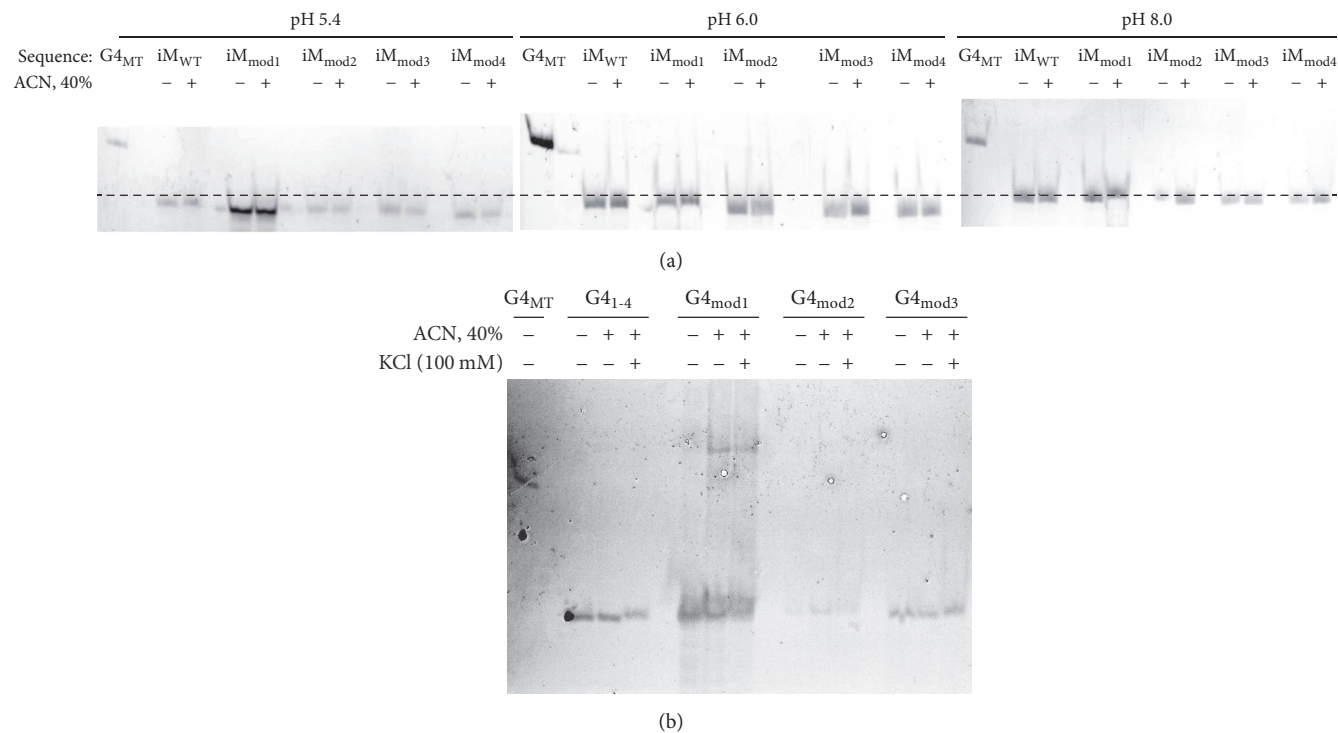 pH 5.4 pH 6.0 pH 8.0
Sequence: G4MT iMWT iMmod1 iMmod2 iMmod3 iMmod4 G4MT iMWT iMmod1 iMmod2 iMmod3 iMmod4 G4MT iMWT iMmod1 iMmod2 iMmod3 iMmod4
ACN, 40% – + – + – + – + – + – + – + – + – + – + – + – + – + – + – +
(a)
G4MT G41-4 G4mod1 G4mod2 G4mod3
ACN, 40% – – + + – + + – + + – + +
KCl (100 mM) – – – + – – + – – + – – +
(b)